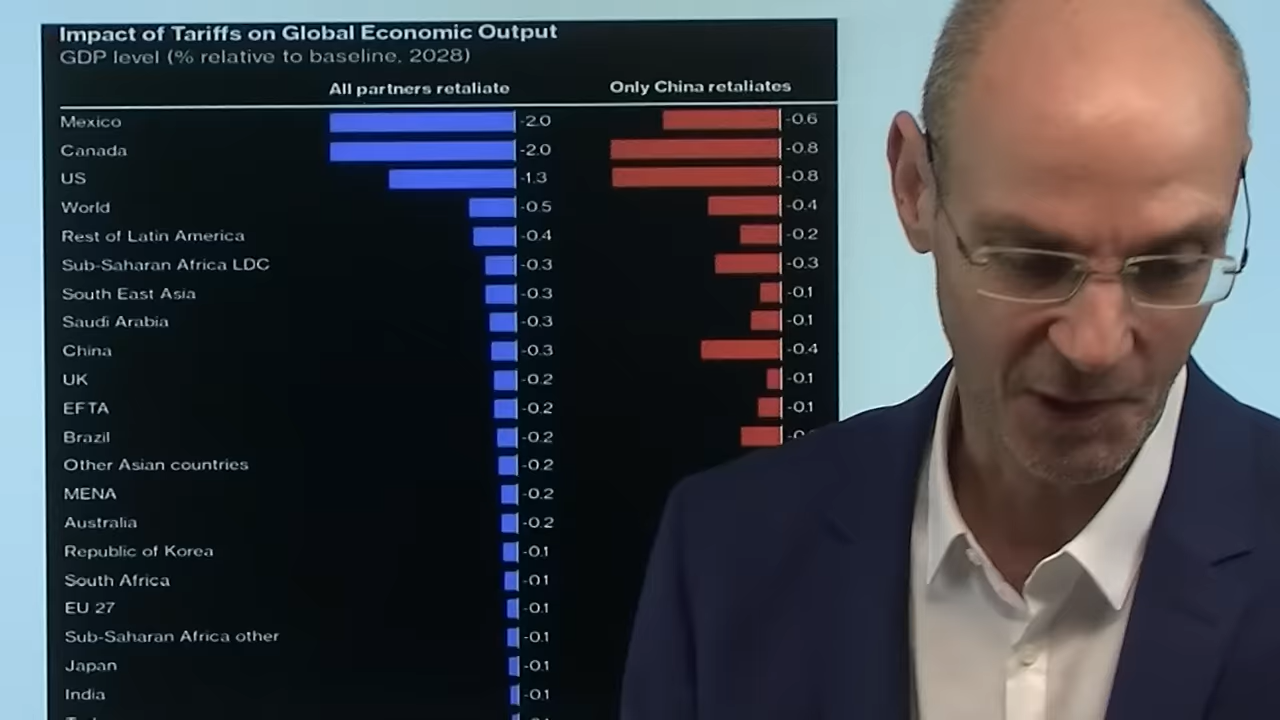 Impact of Tariffs on Global Economic Output
GDP level (% relative to baseline, 2028)
All partners retaliate Only China retaliates
Mexico -2.0 -0.6
Canada -2.0 -0.8
US -1.3 -0.8
World -0.5 -0.4
Rest of Latin America -0.4 -0.2
Sub-Saharan Africa LDC -0.3 -0.3
South East Asia -0.3 -0.1
Saudi Arabia -0.3 -0.1
China -0.3 -0.4
UK -0.2 -0.1
EFTA -0.2 -0.1
Brazil -0.2
Other Asian countries -0.2
MENA -0.2
Australia -0.2
Republic of Korea -0.1
South Africa -0.1
EU 27 -0.1
Sub-Saharan Africa other -0.1
Japan -0.1
India -0.1